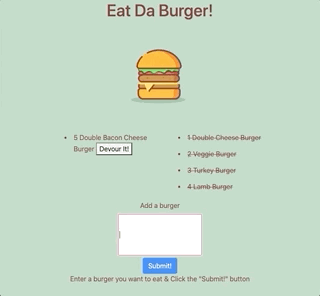 Eat Da Burger!
5 Double Bacon Cheese
Burger Devour It!
1 Double Cheese Burger
2 Veggie Burger
3 Turkey Burger
4 Lamb Burger
Add a burger
Submit!
Enter a burger you want to eat & Click the "Submit!" button